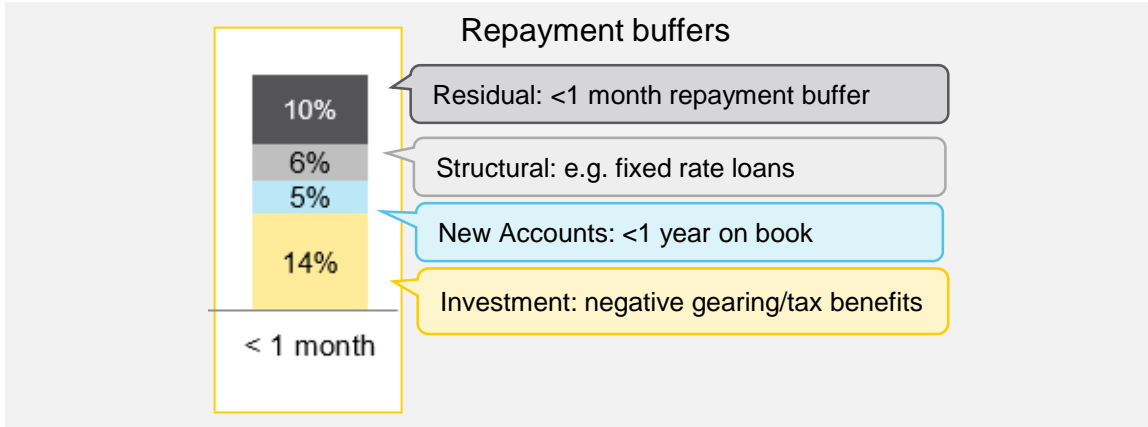 Repayment buffers
10%
Residual: <1 month repayment buffer
6%
Structural: e.g. fixed rate loans
5%
New Accounts: <1 year on book
14%
Investment: negative gearing/tax benefits
< 1 month